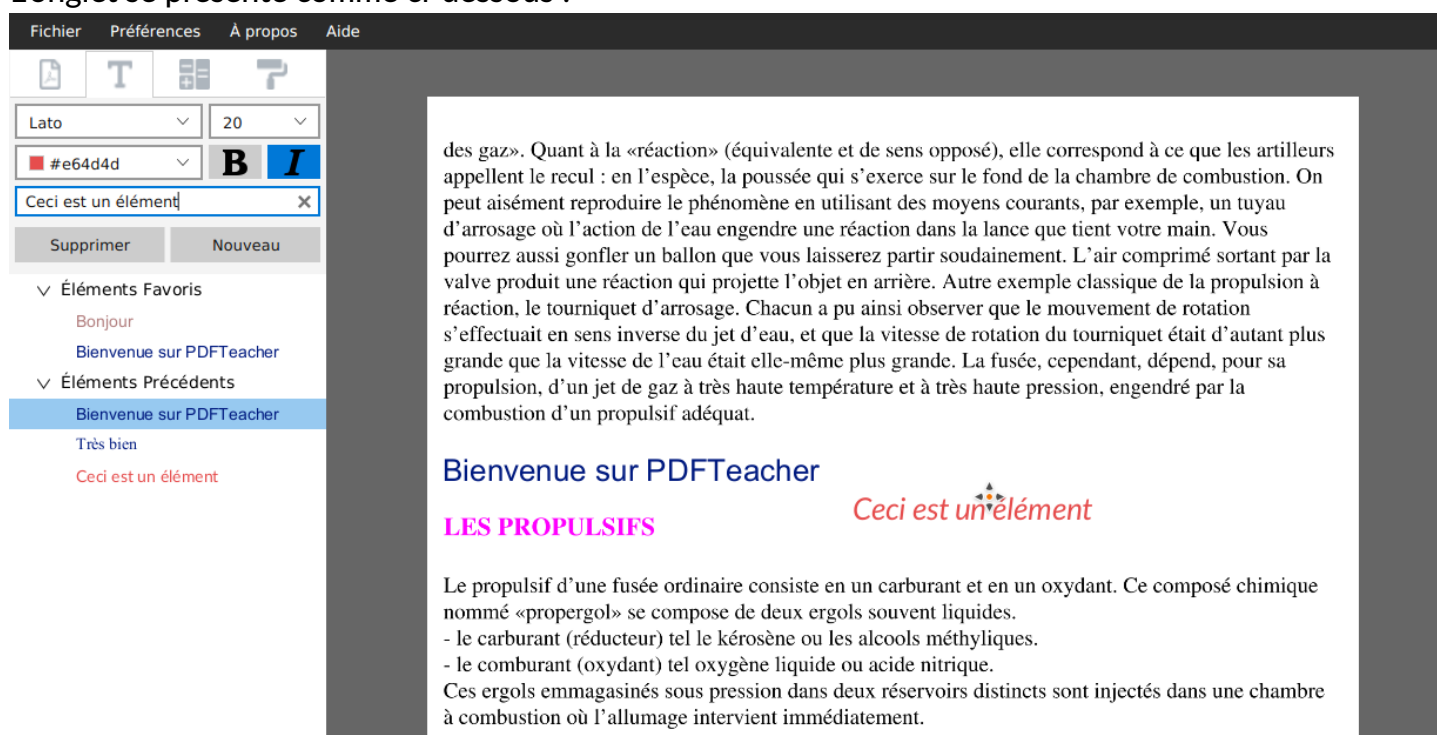 L'onglet se présente comme ci-dessous :
Fichier Préférences À propos Aide
T
Lato 20
#e64d4d B I
Ceci est un élément
Supprimer Nouveau
Éléments Favoris
Bonjour
Bienvenue sur PDFTeacher
Éléments Précédents
Bienvenue sur PDFTeacher
Très bien
Ceci est un élément
des gaz». Quant à la «réaction» (équivalente et de sens opposé), elle correspond à ce que les artilleurs
appellent le recul : en l’espèce, la poussée qui s’exerce sur le fond de la chambre de combustion. On
peut aisément reproduire le phénomène en utilisant des moyens courants, par exemple, un tuyau
d’arrosage où l’action de l’eau engendre une réaction dans la lance que tient votre main. Vous
pourrez aussi gonfler un ballon que vous laisserez partir soudainement. L’air comprimé sortant par la
valve produit une réaction qui projette l’objet en arrière. Autre exemple classique de la propulsion à
réaction, le tourniquet d’arrosage. Chacun a pu ainsi observer que le mouvement de rotation
s’effectuait en sens inverse du jet d’eau, et que la vitesse de rotation du tourniquet était d’autant plus
grande que la vitesse de l’eau était elle-même plus grande. La fusée, cependant, dépend, pour sa
propulsion, d’un jet de gaz à très haute température et à très haute pression, engendré par la
combustion d’un propulsif adéquat.
Bienvenue sur PDFTeacher
Ceci est un élément
LES PROPULSIFS
Le propulsif d’une fusée ordinaire consiste en un carburant et en un oxydant. Ce composé chimique
nommé «propergol» se compose de deux ergols souvent liquides.
- le carburant (réducteur) tel le kérosène ou les alcools méthyliques.
- le comburant (oxydant) tel oxygène liquide ou acide nitrique.
Ces ergols emmagasinés sous pression dans deux réservoirs distincts sont injectés dans une chambre
à combustion où l’allumage intervient immédiatement.